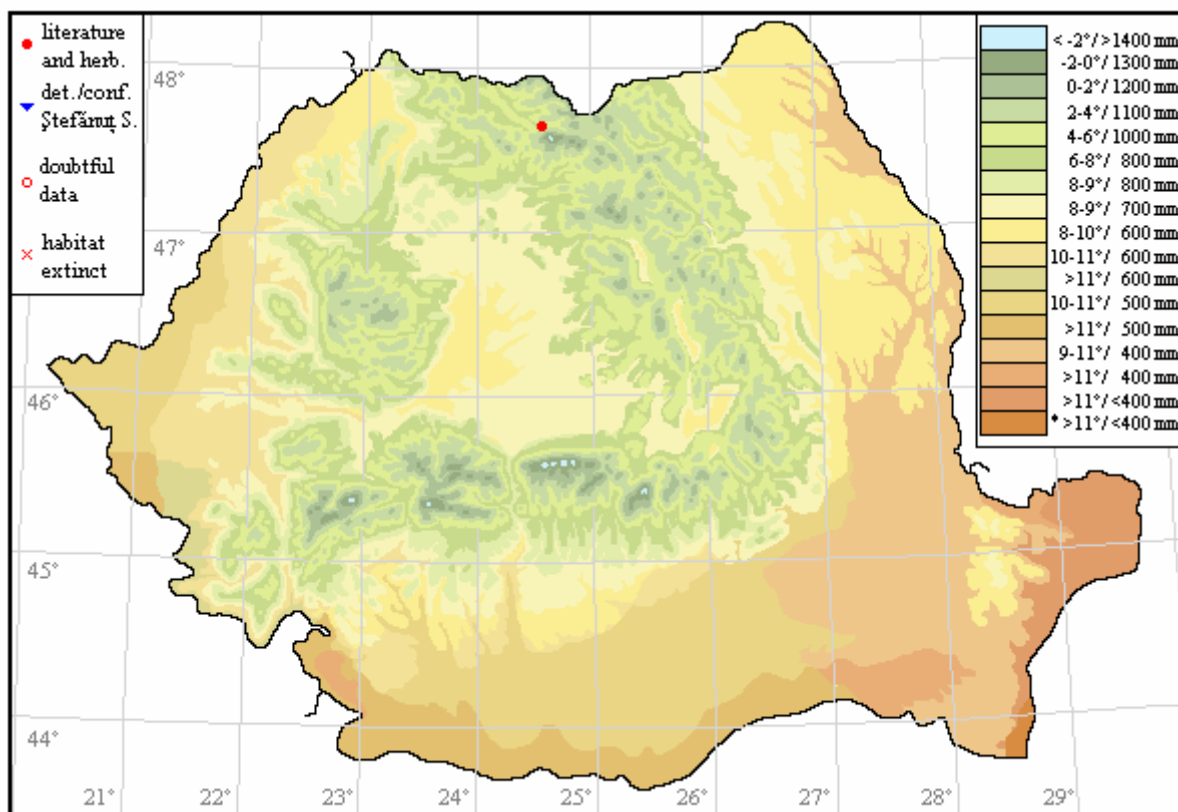 literature
and herb.
det./conf.
Ştefănuţ S.
doubtful
data
habitat
extinct
< -2°/>1400 mm
-2-0°/ 1300 mm
0-2°/ 1200 mm
2-4°/ 1100 mm
4-6°/ 1000 mm
6-8°/ 800 mm
8-9°/ 800 mm
8-9°/ 700 mm
8-10°/ 600 mm
10-11°/ 600 mm
>11°/ 600 mm
10-11°/ 500 mm
>11°/ 500 mm
9-11°/ 400 mm
>11°/ 400 mm
>11°/<400 mm
* >11°/<400 mm
48°
47°
46°
45°
44°
21° 22° 23° 24° 25° 26° 27° 28° 29°